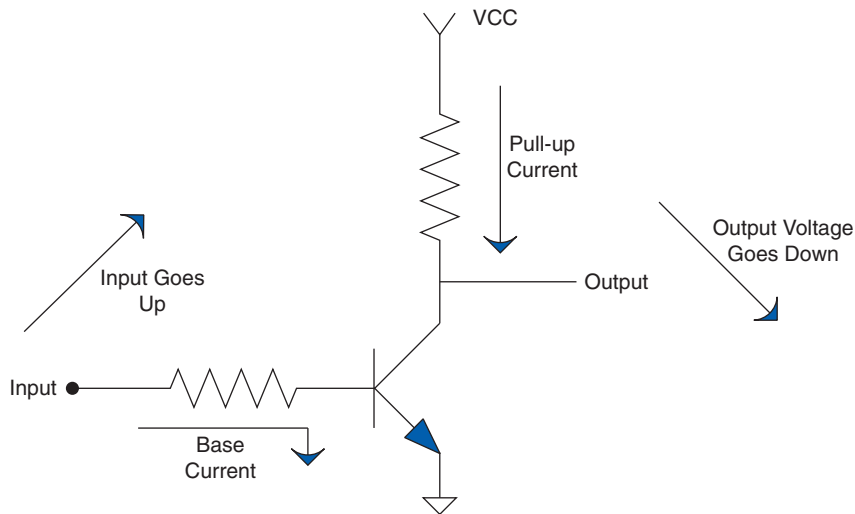 VCC
Pull-up
Current
Output Voltage
Goes Down
Input Goes
Up
Output
Input
Base
Current